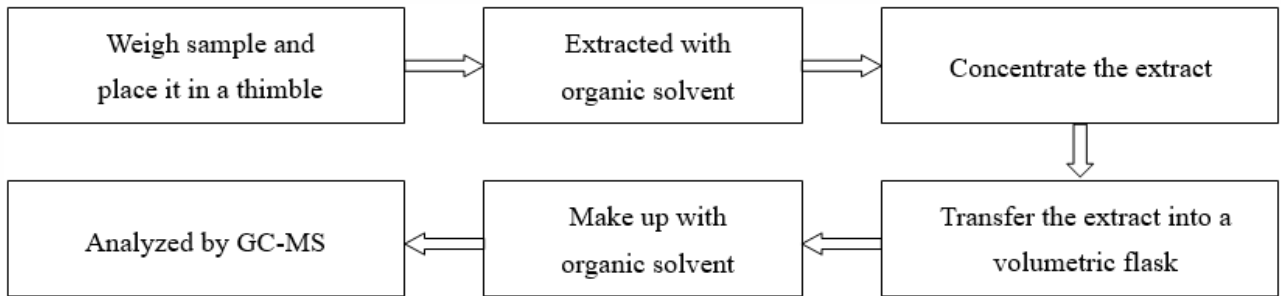 Weigh sample and
place it in a thimble
Extracted with
organic solvent
Concentrate the extract
Transfer the extract into a
volumetric flask
Make up with
organic solvent
Analyzed by GC-MS